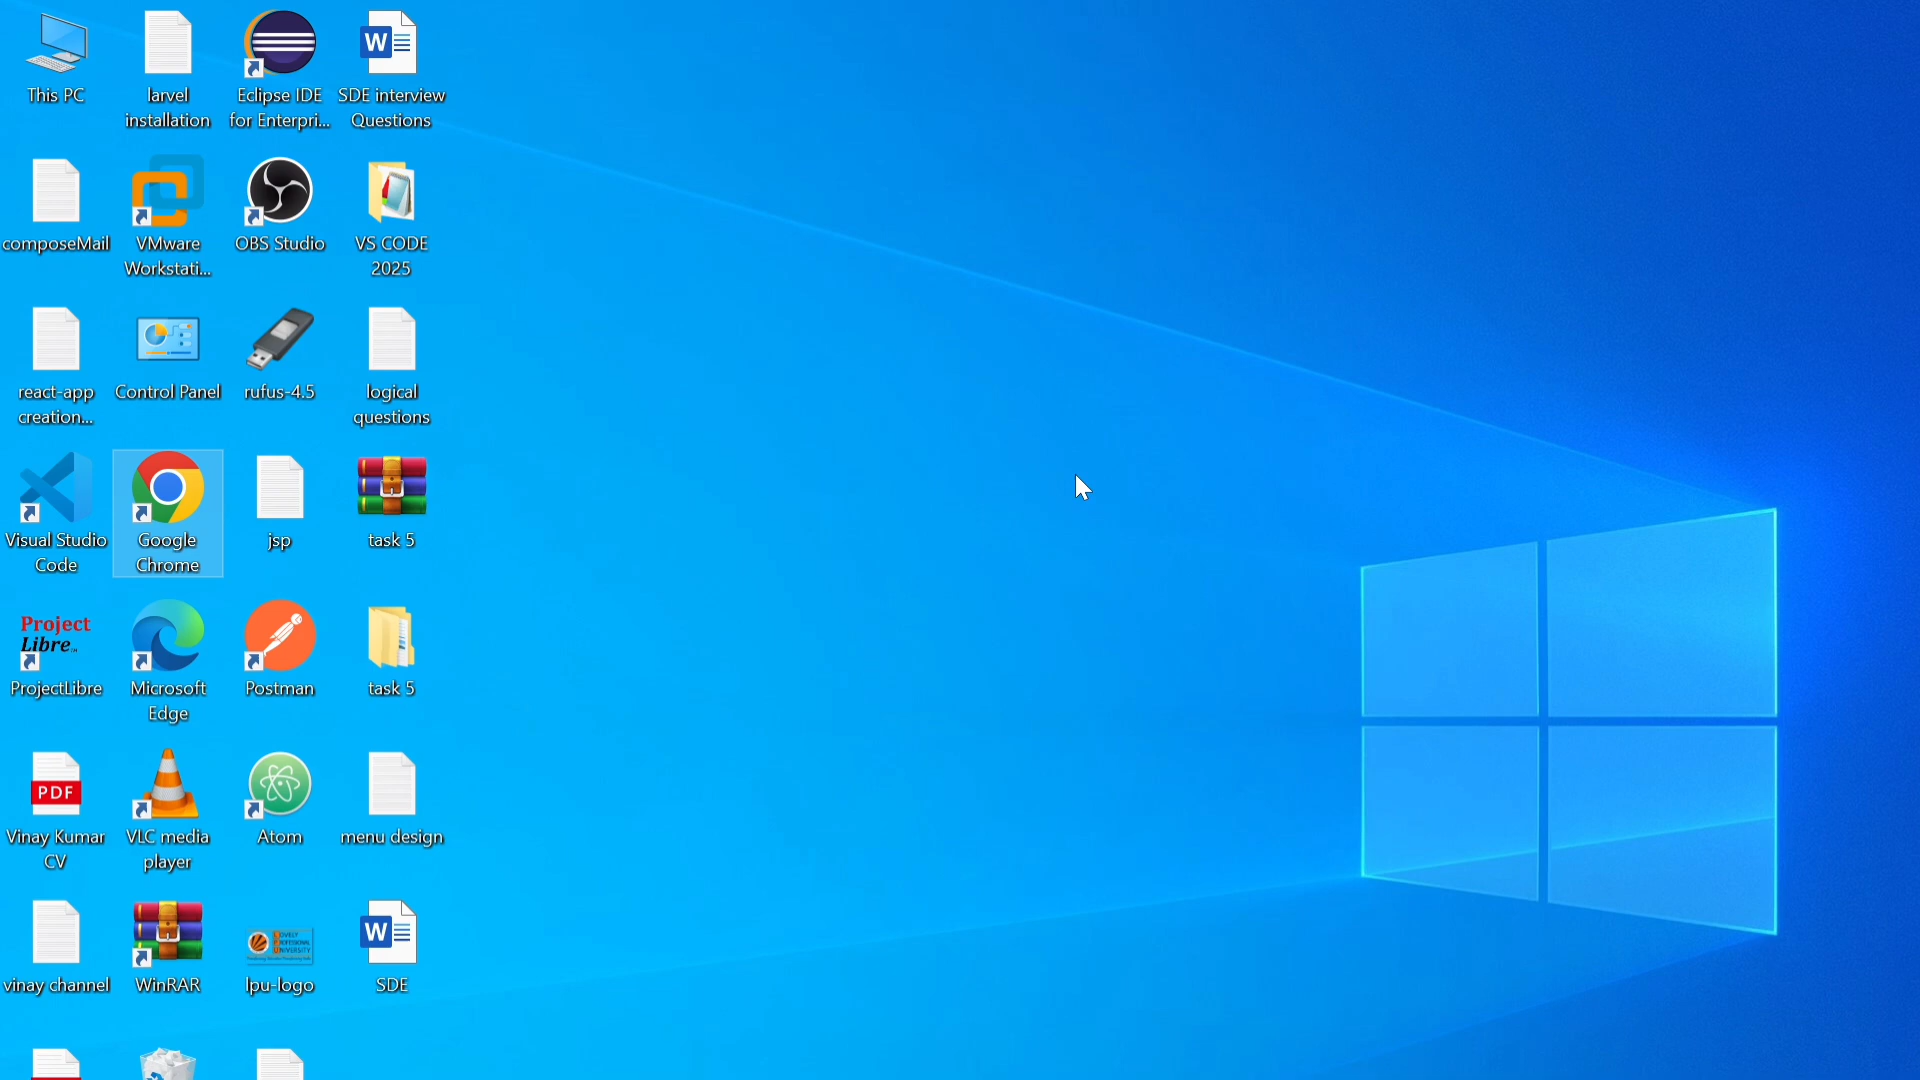 This PC
larvel
installation
Eclipse IDE
for Enterpri...
W
SDE interview
Questions
composeMail
VMware
Workstati...
OBS Studio
VS CODE
2025
react-app
creation...
Control Panel
rufus-4.5
logical
questions
Visual Studio
Code
Google
Chrome
jsp
task 5
Project
Libre
ProjectLibre
Microsoft
Edge
Postman
task 5
PDF
Vinay Kumar
CV
VLC media
player
Atom
menu design
vinay channel
WinRAR
LOVELY
PROFESSIONAL
UNIVERSITY
lpu-logo
W
SDE